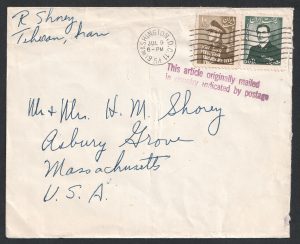 R Shorey
Teheran, Iran
WASHINGTON, D.C.
JUL 9
6-PM
This article originally mailed
in country indicated by postage
Mr & Mrs. H. M. Shorey
Asbury Grove
Massachusetts
U.S.A.